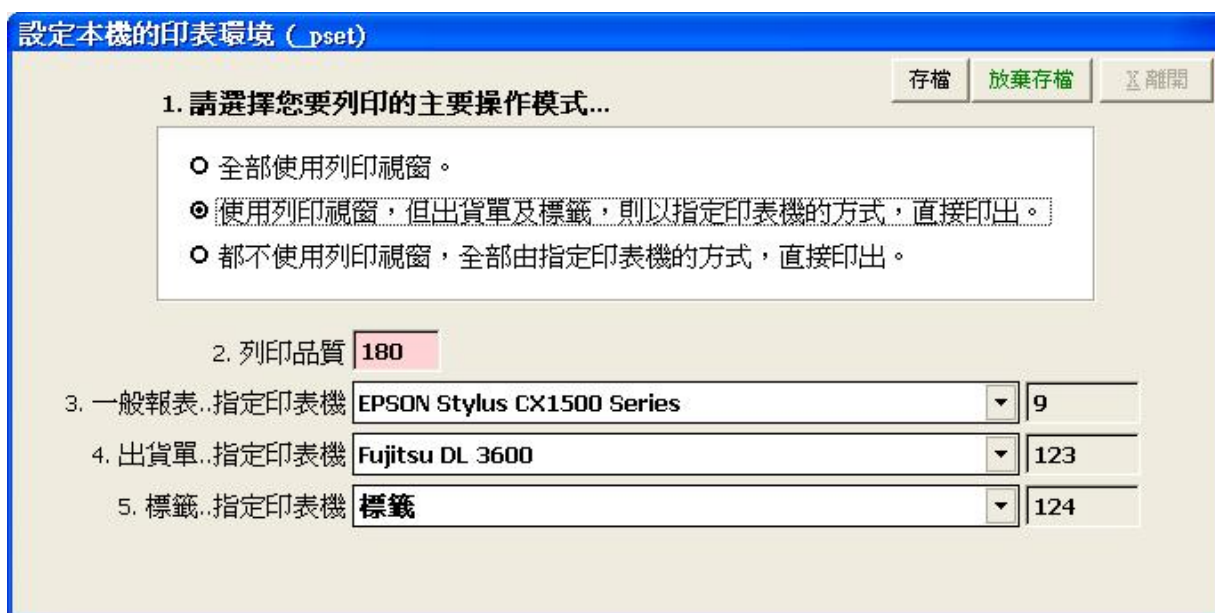 設定本機的印表環境 (_pset)
存檔 放棄存檔 X 離開
1. 請選擇您要列印的主要操作模式...
全部使用列印視窗。
使用列印視窗，但出貨單及標籤，則以指定印表機的方式，直接印出。
都不使用列印視窗，全部由指定印表機的方式，直接印出。
2. 列印品質 180
3. 一般報表..指定印表機 EPSON Stylus CX1500 Series 9
4. 出貨單..指定印表機 Fujitsu DL 3600 123
5. 標籤..指定印表機 標籤 124